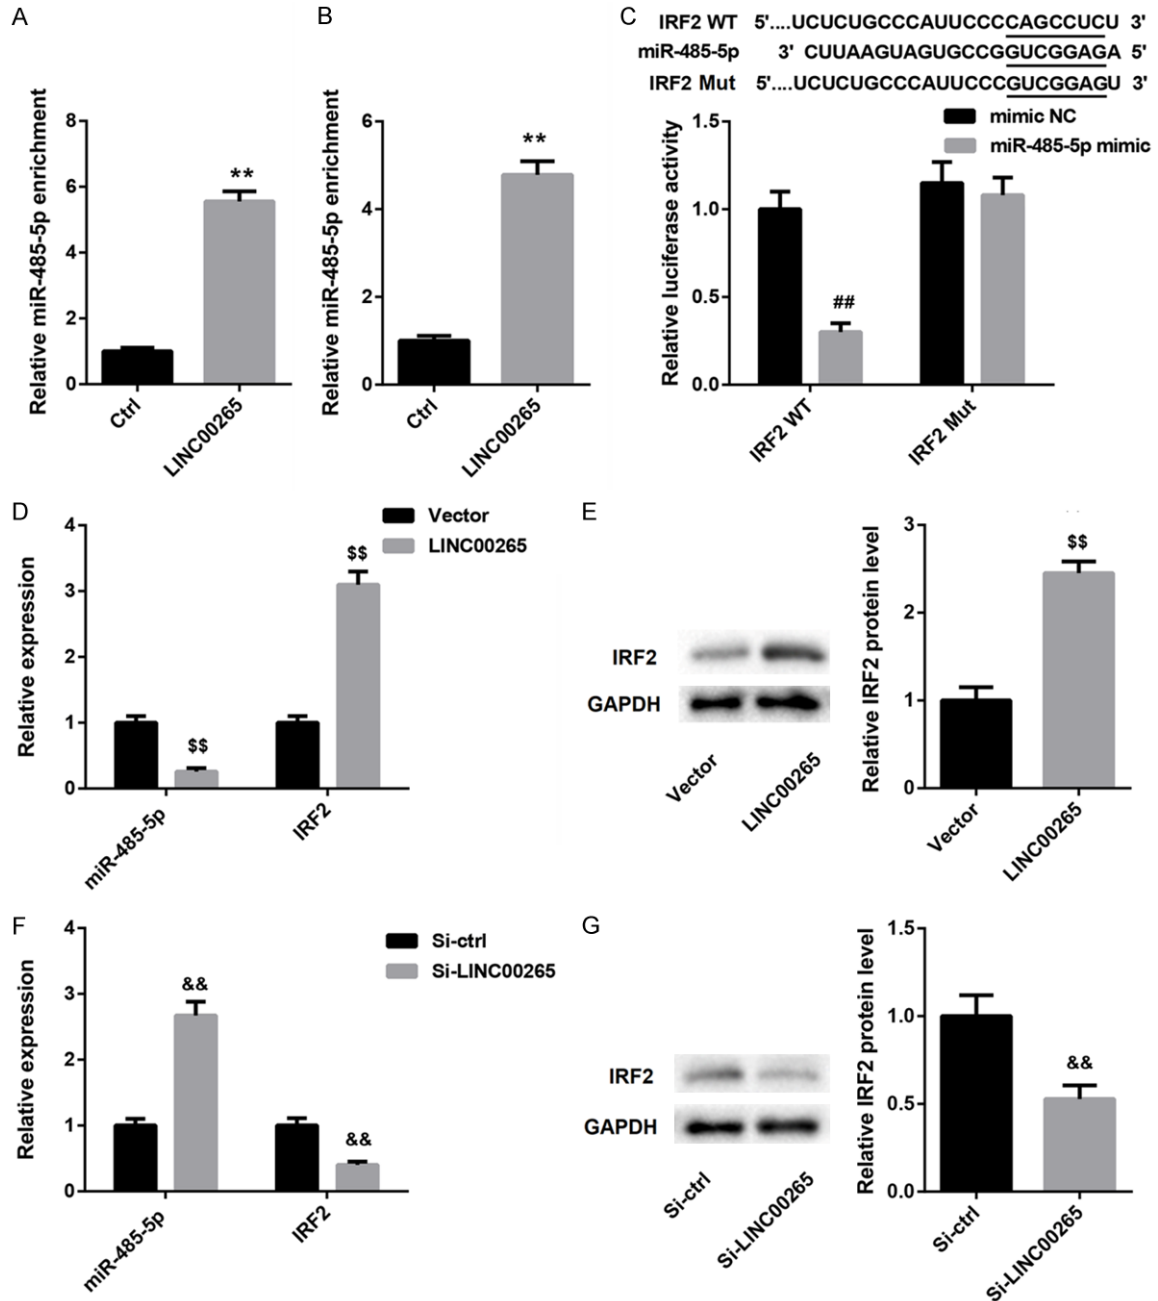 A
Relative miR-485-5p enrichment
8
6
4
2
0
**
Ctrl
LINC00265
B
Relative miR-485-5p enrichment
6
4
2
0
**
Ctrl
LINC00265
C
IRF2 WT 5'....UCUCUGCCCAUUCCCCAGCCUCU 3'
miR-485-5p 3' CUUAAGUAGUGCCGGUCGGAGA 5'
IRF2 Mut 5'....UCUCUGCCCAUUCCCGUCGGAGU 3'
mimic NC
miR-485-5p mimic
Relative luciferase activity
1.5
1.0
0.5
0.0
##
IRF2 WT
IRF2 Mut
D
Vector
LINC00265
Relative expression
4
3
2
1
0
$$
$$
miR-485-5p
IRF2
E
IRF2
GAPDH
Vector
LINC00265
Relative IRF2 protein level
3
2
1
0
$$
Vector
LINC00265
F
Si-ctrl
Si-LINC00265
Relative expression
4
3
2
1
0
&&
&&
miR-485-5p
IRF2
G
IRF2
GAPDH
Si-ctrl
Si-LINC00265
Relative IRF2 protein level
1.5
1.0
0.5
0.0
&&
Si-ctrl
Si-LINC00265